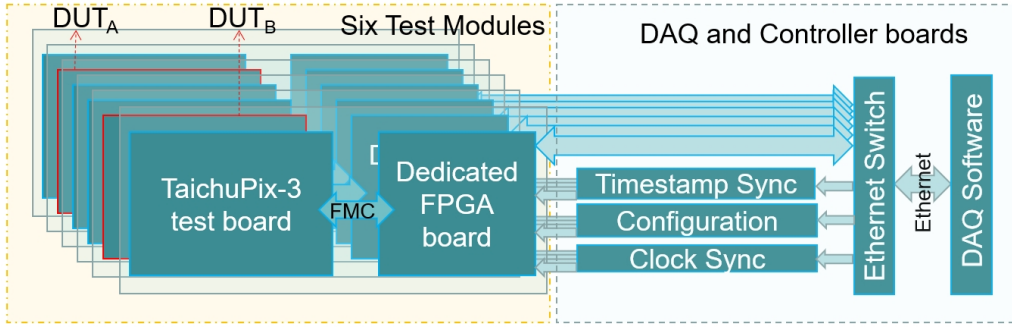 DUTA
DUTB
Six Test Modules
DAQ and Controller boards
TaichuPix-3
test board
FMC
D
Dedicated
FPGA
board
Timestamp Sync
Configuration
Clock Sync
Ethernet Switch
Ethernet
DAQ Software